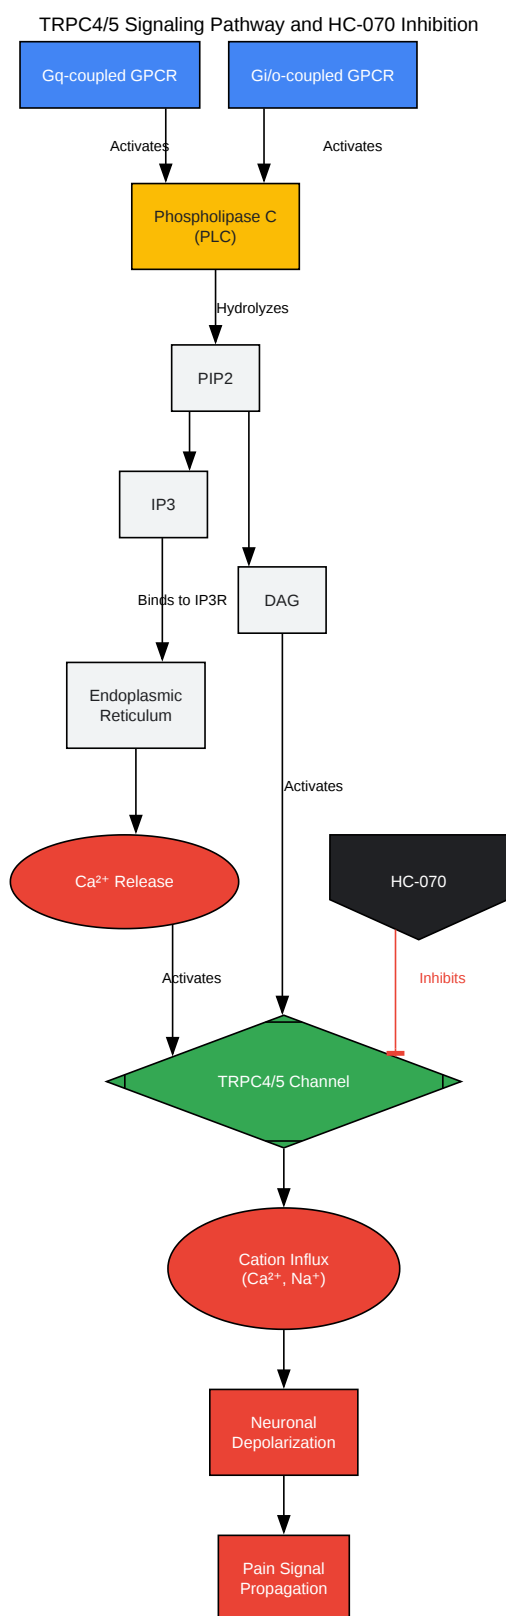 TRPC4/5 Signaling Pathway and HC-070 Inhibition
Gq-coupled GPCR
Gi/o-coupled GPCR
Activates
Activates
Phospholipase C
(PLC)
Hydrolyzes
PIP2
IP3
Binds to IP3R
DAG
Endoplasmic
Reticulum
Activates
Ca²⁺ Release
HC-070
Activates
Inhibits
TRPC4/5 Channel
Cation Influx
(Ca²⁺, Na⁺)
Neuronal
Depolarization
Pain Signal
Propagation